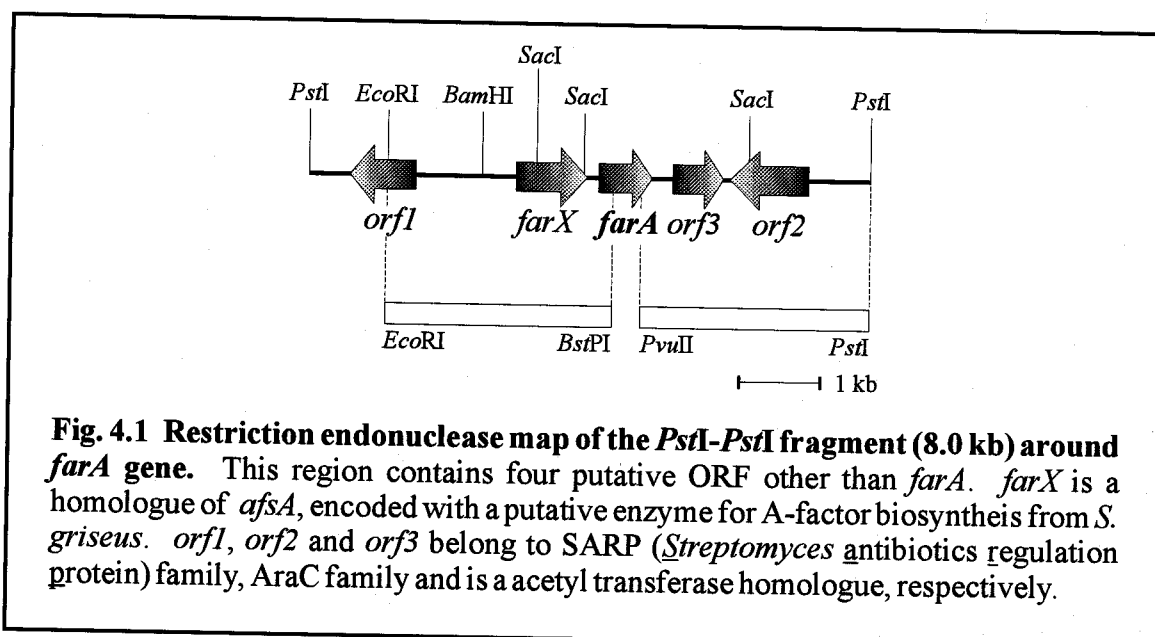 SacI
PstI EcoRI BamHI SacI SacI PstI
orf1 farX farA orf3 orf2
EcoRI BstPI PvuII PstI
1 kb
Fig. 4.1 Restriction endonuclease map of the PstI-PstI fragment (8.0 kb) around
farA gene. This region contains four putative ORF other than farA. farX is a
homologue of afsA, encoded with a putative enzyme for A-factor biosyntheis from S.
griseus. orf1, orf2 and orf3 belong to SARP (Streptomyces antibiotics regulation
protein) family, AraC family and is a acetyl transferase homologue, respectively.